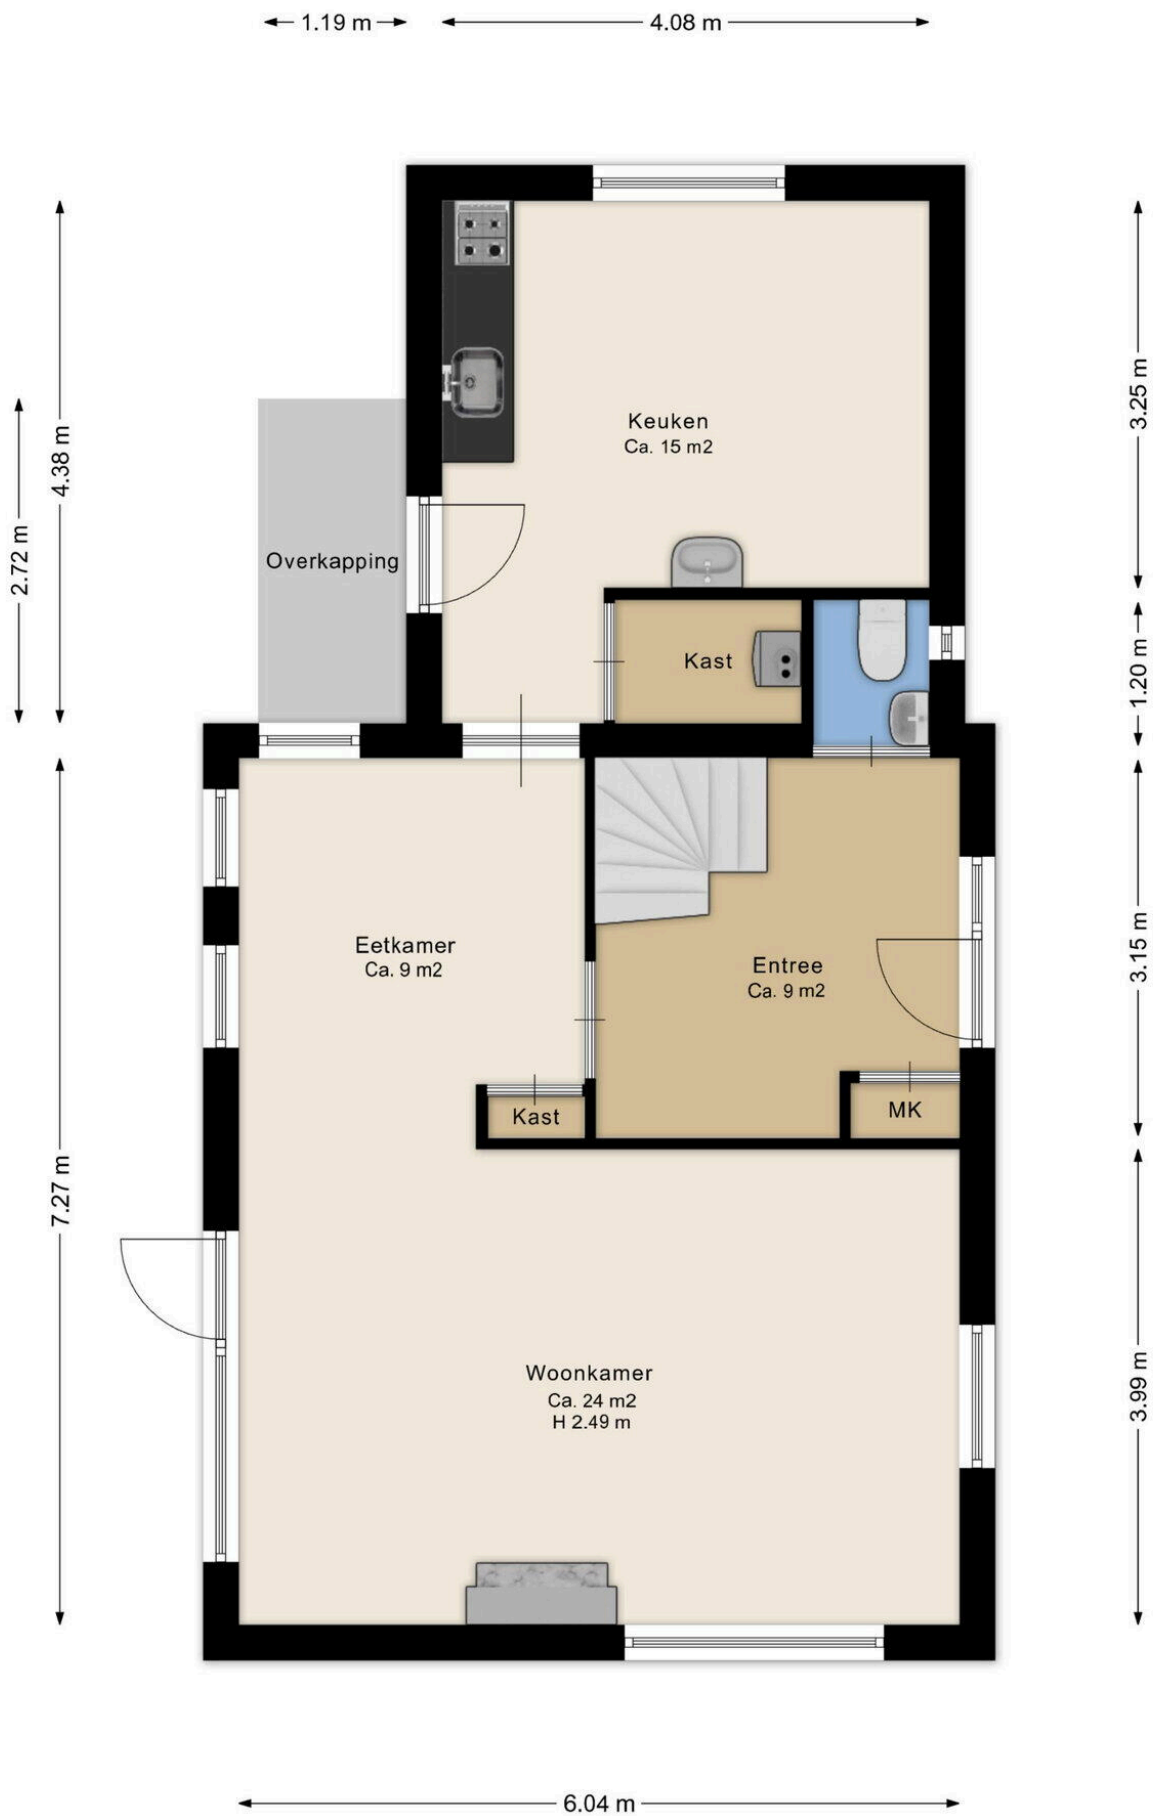 1.19 m
4.08 m
4.38 m
3.25 m
Keuken
Ca. 15 m2
2.72 m
Overkapping
Kast
1.20 m
Eetkamer
Ca. 9 m2
Entree
Ca. 9 m2
3.15 m
Kast
MK
7.27 m
Woonkamer
Ca. 24 m2
H 2.49 m
3.99 m
6.04 m